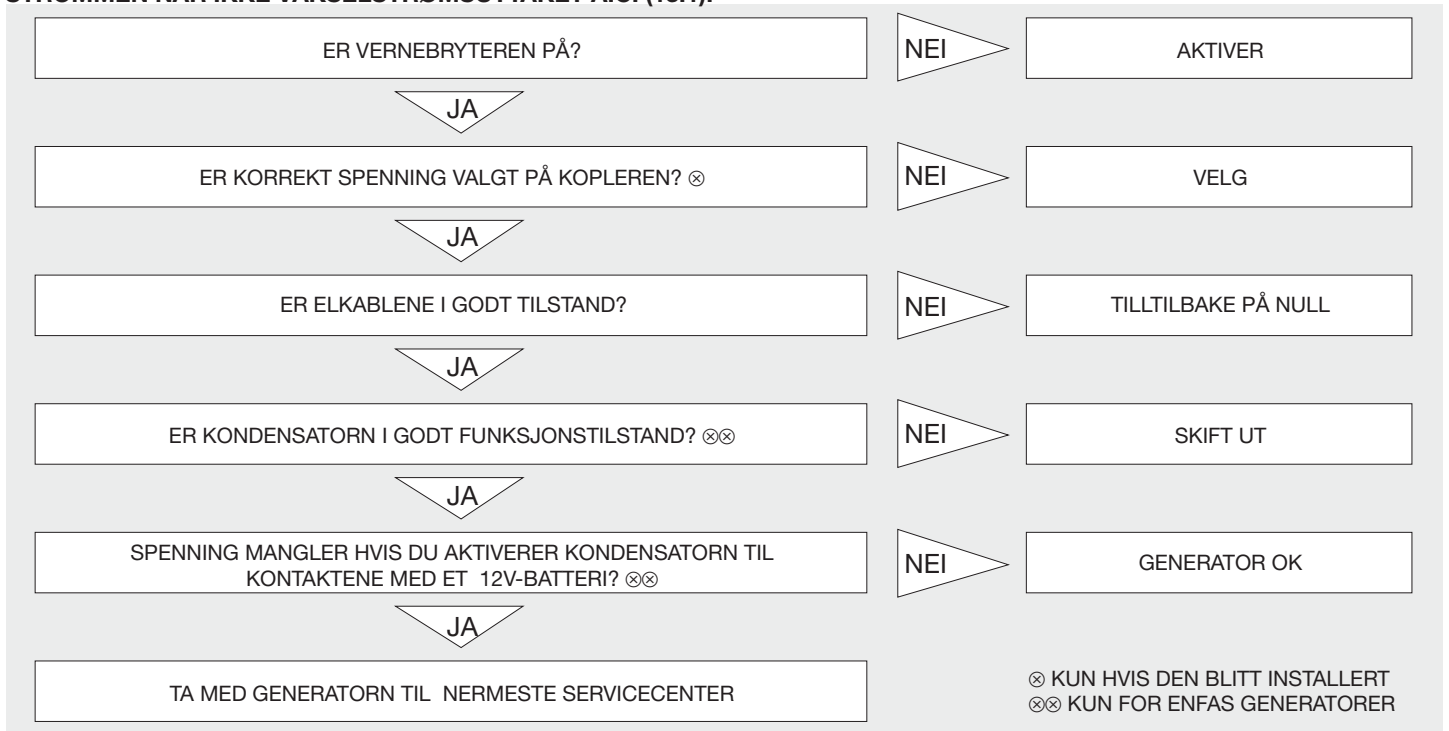 IKKE
ER VERNEBRYTEREN PÅ?
NEI
AKTIVER
JA
ER KORREKT SPENNING VALGT PÅ KOPLEREN? ⊗
NEI
VELG
JA
ER ELKABLENE I GODT TILSTAND?
NEI
TILLTILBAKE PÅ NULL
JA
ER KONDENSATORN I GODT FUNKSJONSTILSTAND? ⊗⊗
NEI
SKIFT UT
JA
SPENNING MANGLER HVIS DU AKTIVERER KONDENSATORN TIL
KONTAKTENE MED ET 12V-BATTERI? ⊗⊗
NEI
GENERATOR OK
JA
TA MED GENERATORN TIL NERMESTE SERVICECENTER
⊗ KUN HVIS DEN BLITT INSTALLERT
⊗⊗ KUN FOR ENFAS GENERATORER